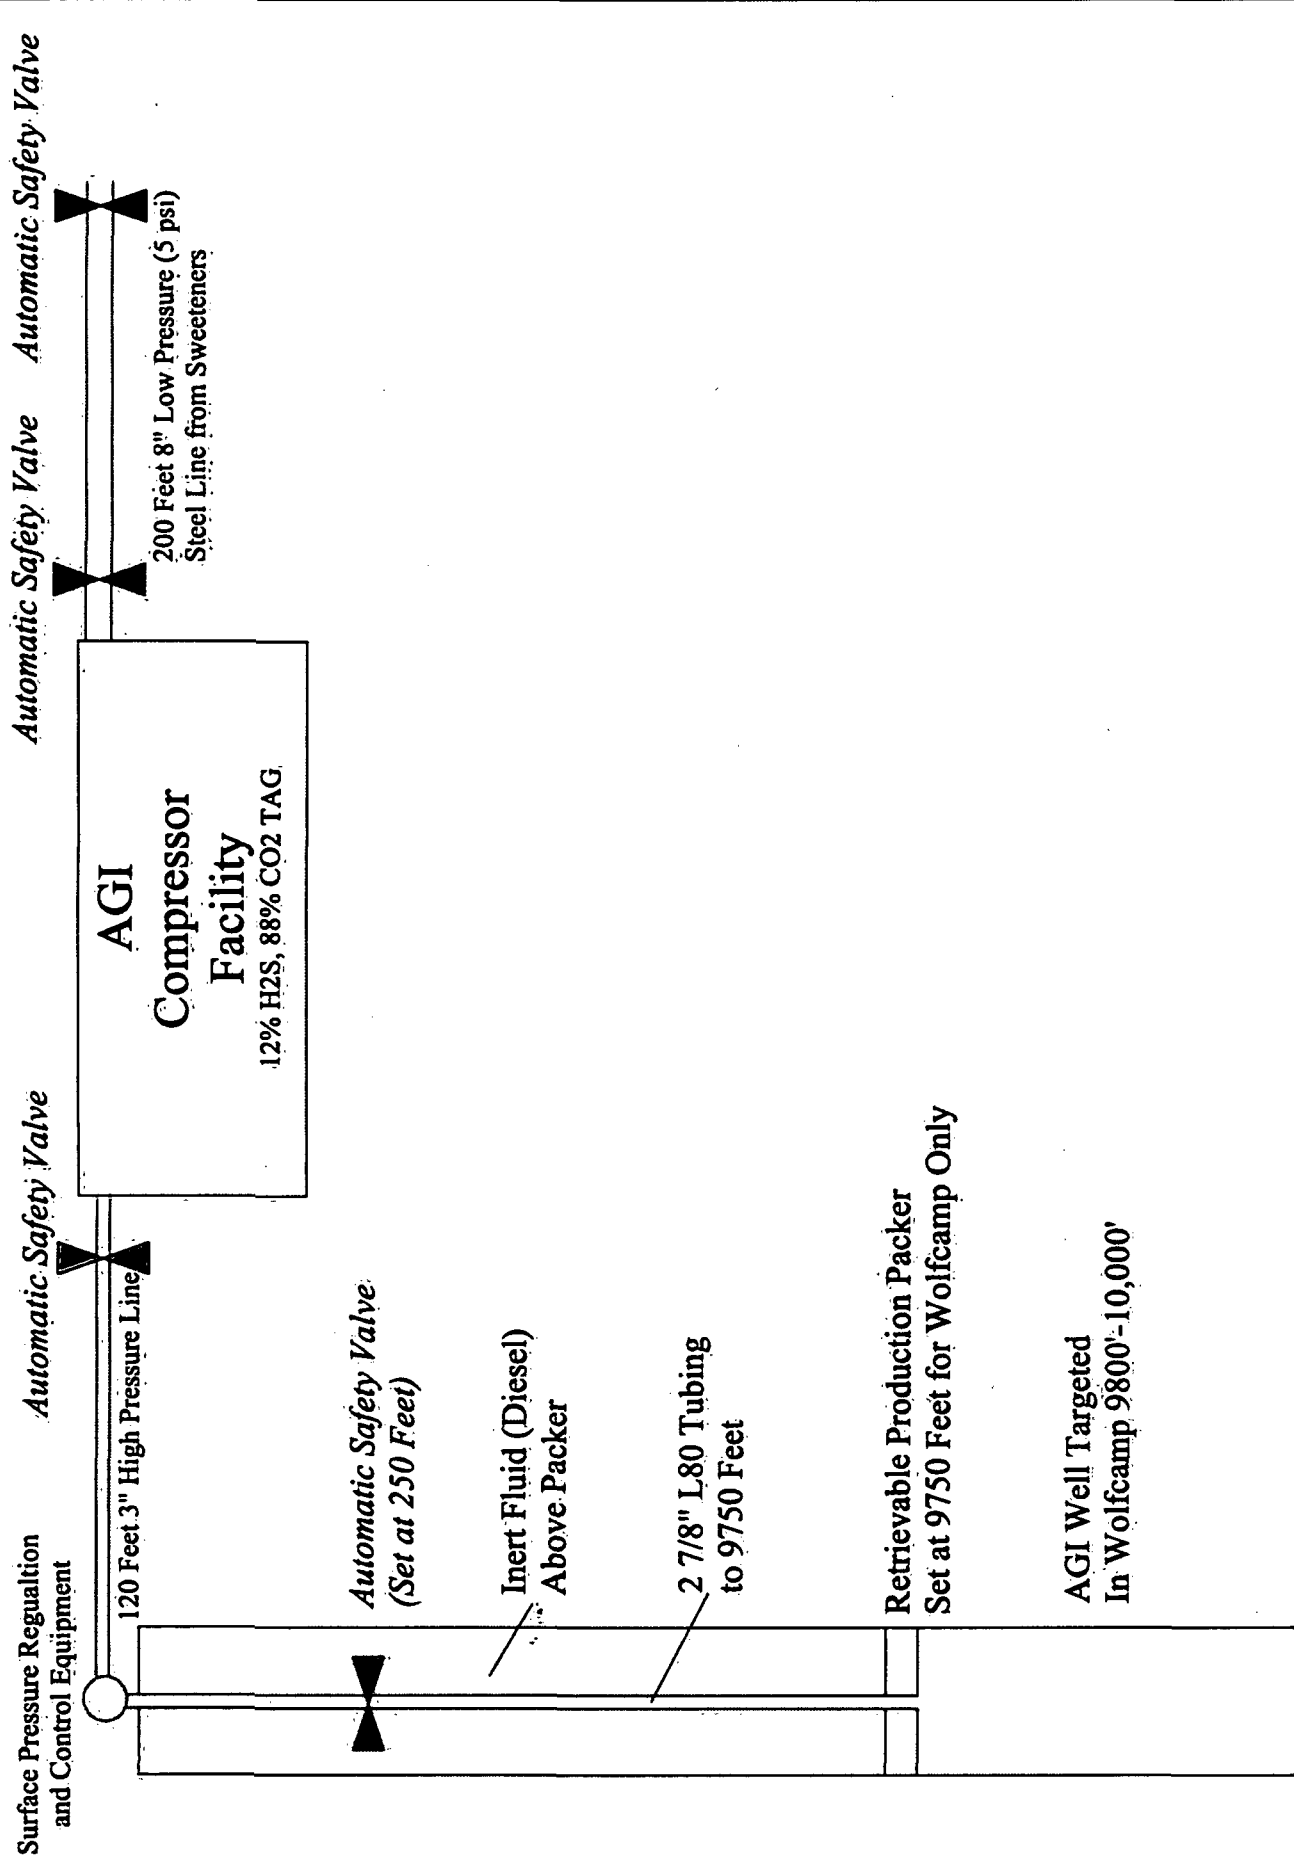 Surface Pressure Regualtion
and Control Equipment
Automatic Safety Valve
Automatic Safety Valve
Automatic Safety Valve
120 Feet 3" High Pressure Line
AGI
Compressor
Facility
12% H2S, 88% CO2 TAG
200 Feet 8" Low Pressure (5 psi)
Steel Line from Sweeteners
Automatic Safety Valve
(Set at 250 Feet)
Inert Fluid (Diesel)
Above Packer
2 7/8" L80 Tubing
to 9750 Feet
Retrievable Production Packer
Set at 9750 Feet for Wolfcamp Only
AGI Well Targeted
In Wolfcamp 9800'-10,000'